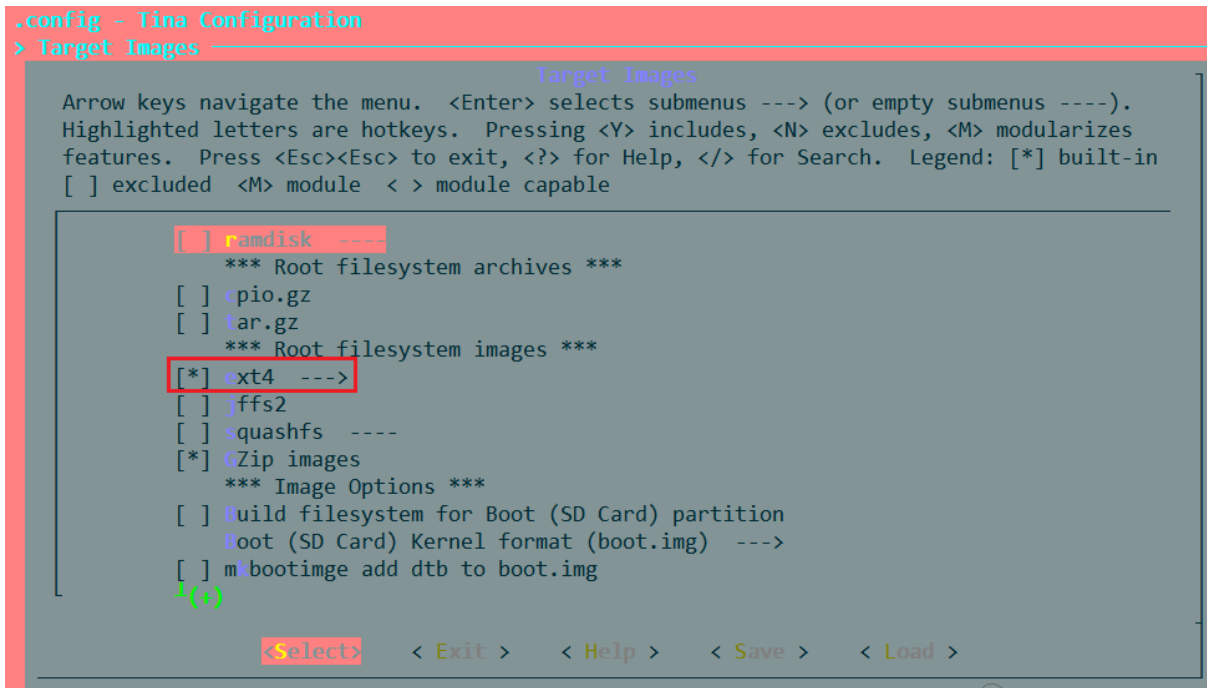 .config - Tina Configuration
> Target Images
Target Images
Arrow keys navigate the menu.  <Enter> selects submenus ---> (or empty submenus ----).
Highlighted letters are hotkeys.  Pressing <Y> includes, <N> excludes, <M> modularizes
features.  Press <Esc><Esc> to exit, <?> for Help, </> for Search.  Legend: [*] built-in
[ ] excluded  <M> module  < > module capable
[ ] ramdisk  ----
*** Root filesystem archives ***
[ ] cpio.gz
[ ] tar.gz
*** Root filesystem images ***
[*] ext4  --->
[ ] jffs2
[ ] squashfs  ----
[*] GZip images
*** Image Options ***
[ ] Build filesystem for Boot (SD Card) partition
Root (SD Card) Kernel format (boot.img)  --->
[ ] mkbootimge add dtb to boot.img
(+)
<Select>    < Exit >    < Help >    < Save >    < Load >